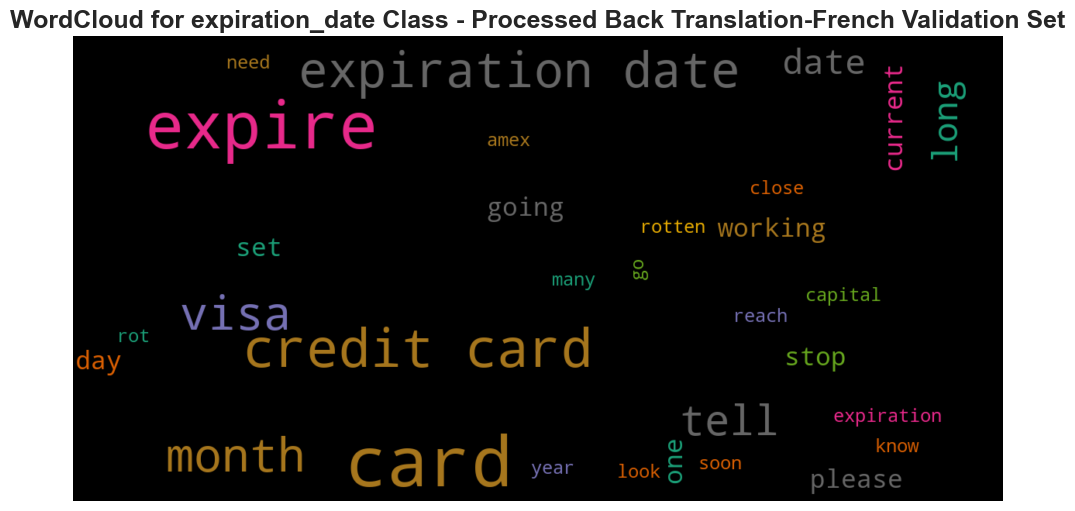 WordCloud for expiration_date Class - Processed Back Translation-French Validation Set
need
expiration date
date
current
long
expire
amex
close
going
rotten
working
set
go
many
capital
visa
reach
rot
credit card
day
stop
tell
expiration
month
card
one
know
year
look
soon
please